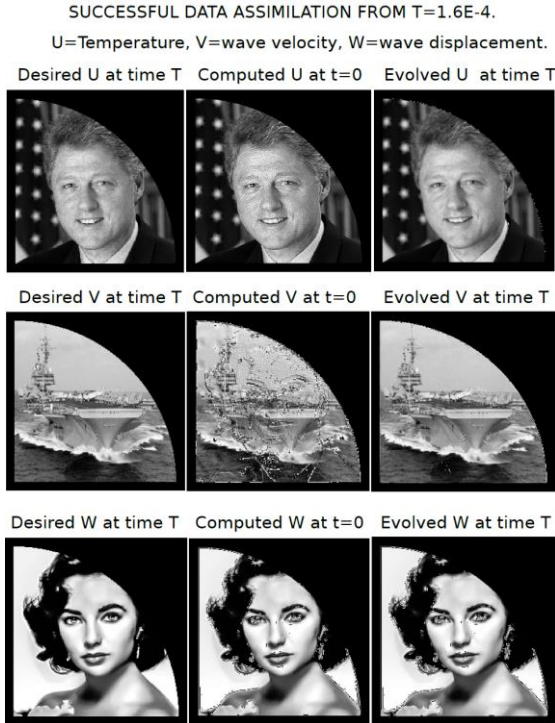 SUCCESSFUL DATA ASSIMILATION FROM T=1.6E-4.
U=Temperature, V=wave velocity, W=wave displacement.
Desired U at time T Computed U at t=0 Evolved U at time T
Desired V at time T Computed V at t=0 Evolved V at time T
Desired W at time T Computed W at t=0 Evolved W at time T